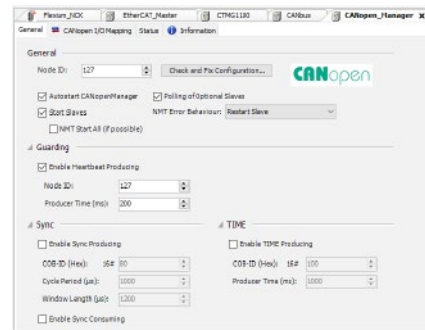 Flexium_NCK EtherCAT_Master CTMG1100 CANbus CANopen_Manager x
General CANopen I/O Mapping Status Information
General
Node ID: 127 Check and Fix Configuration... CANopen
Autostart CANopenManager Polling of Optional Slaves
Start Slaves NMT Error Behaviour: Restart Slave
NMT Start All (if possible)
Guarding
Enable Heartbeat Producing
Node ID: 127
Producer Time (ms): 200
Sync TIME
Enable Sync Producing Enable TIME Producing
COB-ID (Hex): 16# 80 COB-ID (Hex): 16# 100
Cycle Period (µs): 1000 Producer Time (ms): 1000
Window Length (µs): 1200
Enable Sync Consuming